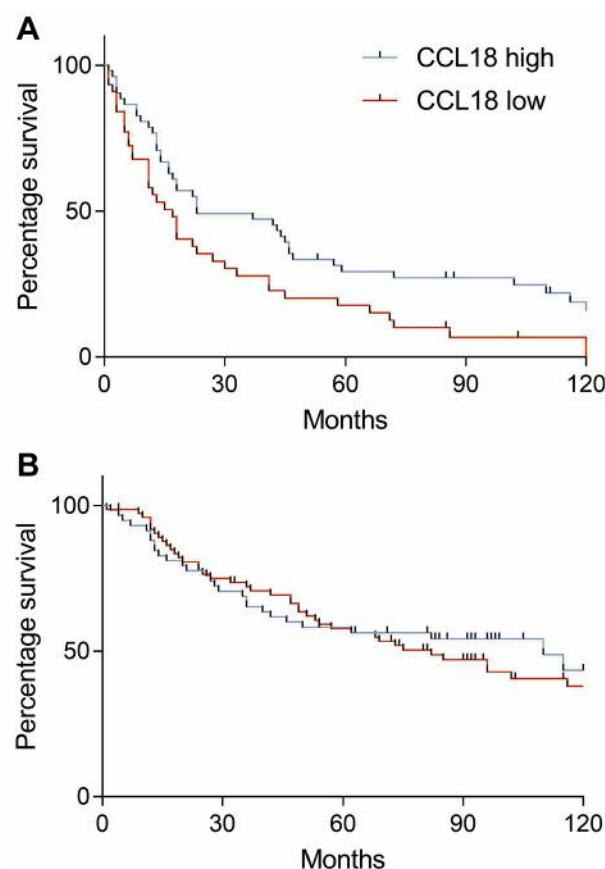 A
CCL18 high
CCL18 low
Percentage survival
100
50
0
0 30 60 90 120
Months
B
Percentage survival
100
50
0
0 30 60 90 120
Months